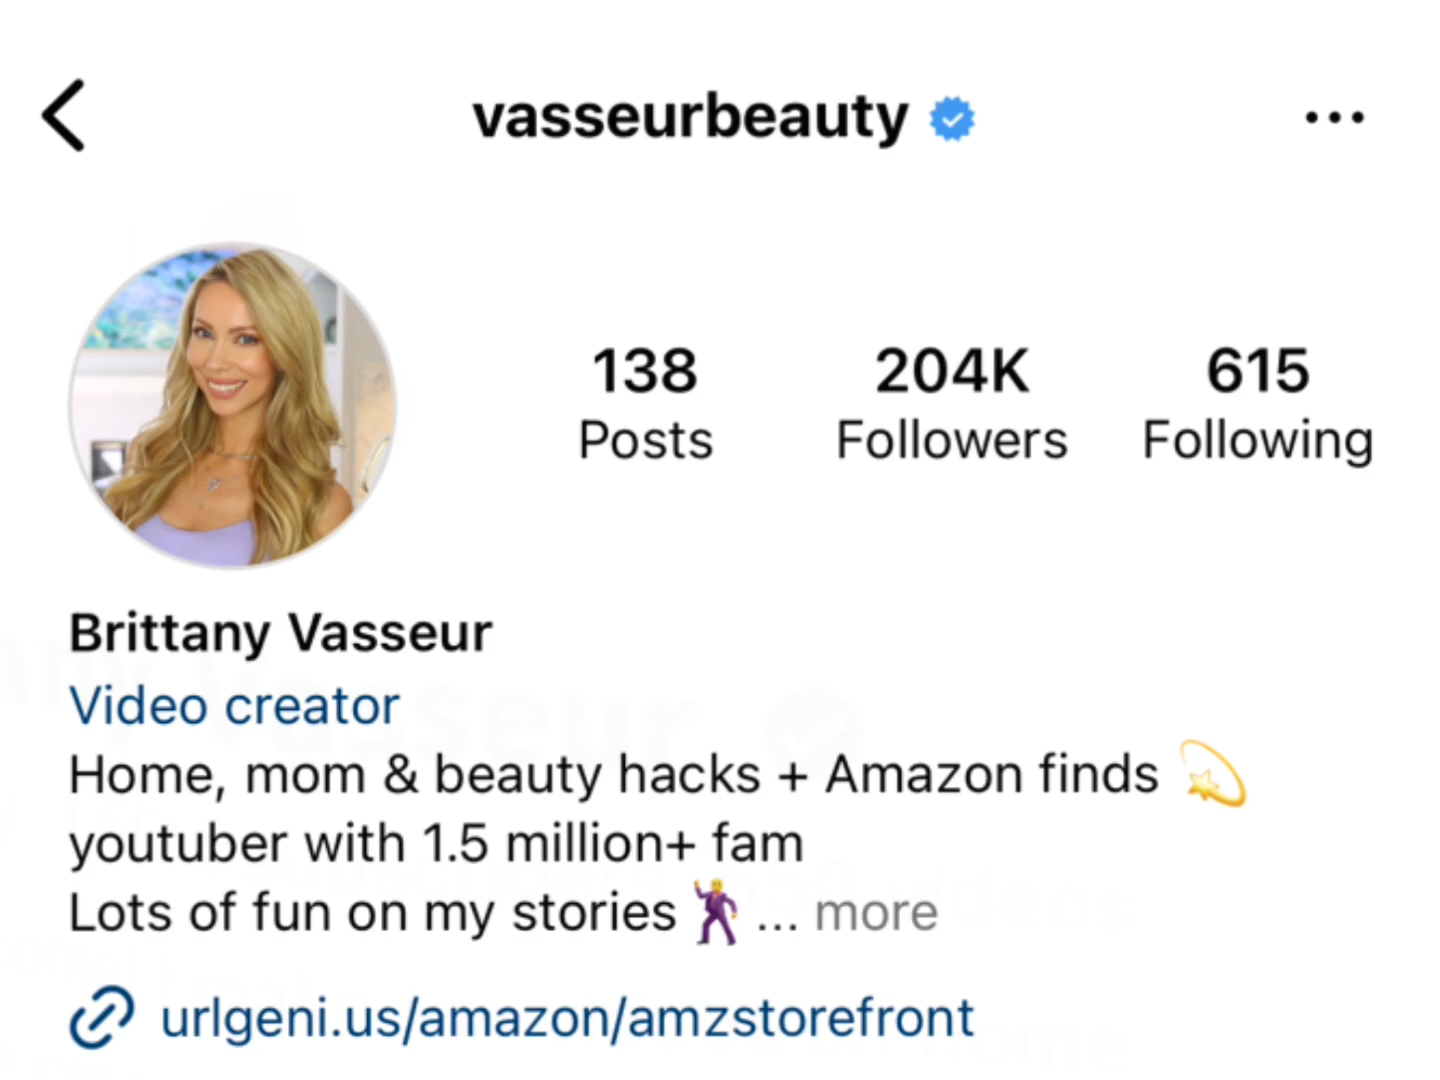 vasseurbeauty
138 204K 615
Posts Followers Following
Brittany Vasseur
Video creator
Home, mom & beauty hacks + Amazon finds 💫
youtuber with 1.5 million+ fam
Lots of fun on my stories 🕺 ... more
urlgeni.us/amazon/amzstorefront